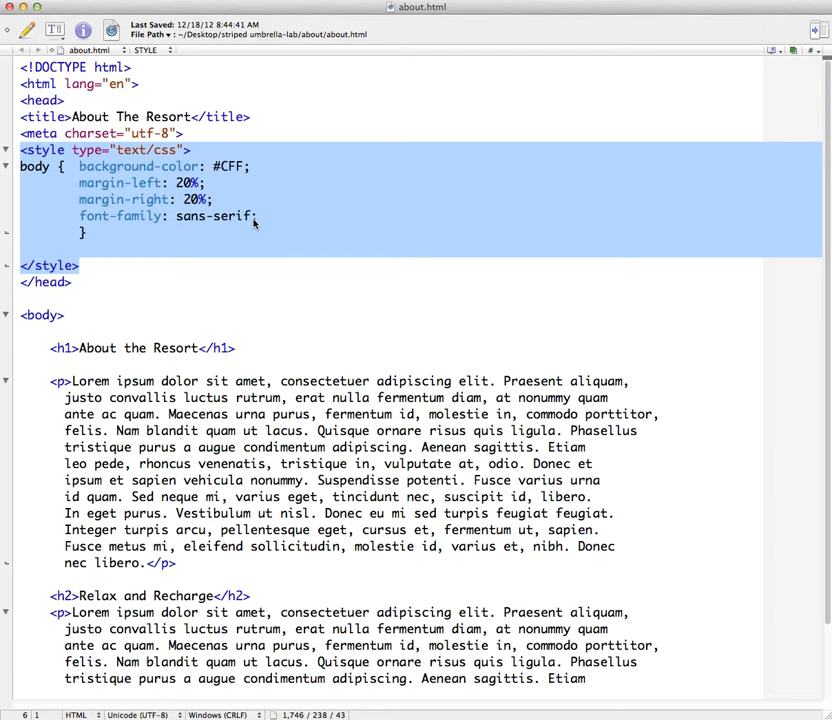 about.html
Last Saved: 12/18/12 8:44:41 AM
File Path ▾ : ~/Desktop/striped umbrella-lab/about/about.html
about.html STYLE
<!DOCTYPE html>
<html lang="en">
<head>
<title>About The Resort</title>
<meta charset="utf-8">
<style type="text/css">
body {  background-color: #CFF;
        margin-left: 20%;
        margin-right: 20%;
        font-family: sans-serif;
        }
</style>
</head>
<body>
    <h1>About the Resort</h1>
    <p>Lorem ipsum dolor sit amet, consectetuer adipiscing elit. Praesent aliquam,
      justo convallis luctus rutrum, erat nulla fermentum diam, at nonummy quam
      ante ac quam. Maecenas urna purus, fermentum id, molestie in, commodo porttitor,
      felis. Nam blandit quam ut lacus. Quisque ornare risus quis ligula. Phasellus
      tristique purus a augue condimentum adipiscing. Aenean sagittis. Etiam
      leo pede, rhoncus venenatis, tristique in, vulputate at, odio. Donec et
      ipsum et sapien vehicula nonummy. Suspendisse potenti. Fusce varius urna
      id quam. Sed neque mi, varius eget, tincidunt nec, suscipit id, libero.
      In eget purus. Vestibulum ut nisl. Donec eu mi sed turpis feugiat feugiat.
      Integer turpis arcu, pellentesque eget, cursus et, fermentum ut, sapien.
      Fusce metus mi, eleifend sollicitudin, molestie id, varius et, nibh. Donec
      nec libero.</p>
    <h2>Relax and Recharge</h2>
    <p>Lorem ipsum dolor sit amet, consectetuer adipiscing elit. Praesent aliquam,
      justo convallis luctus rutrum, erat nulla fermentum diam, at nonummy quam
      ante ac quam. Maecenas urna purus, fermentum id, molestie in, commodo porttitor,
      felis. Nam blandit quam ut lacus. Quisque ornare risus quis ligula. Phasellus
      tristique purus a augue condimentum adipiscing. Aenean sagittis. Etiam
6 1 HTML Unicode (UTF-8) Windows (CRLF) 1,746 / 238 / 43